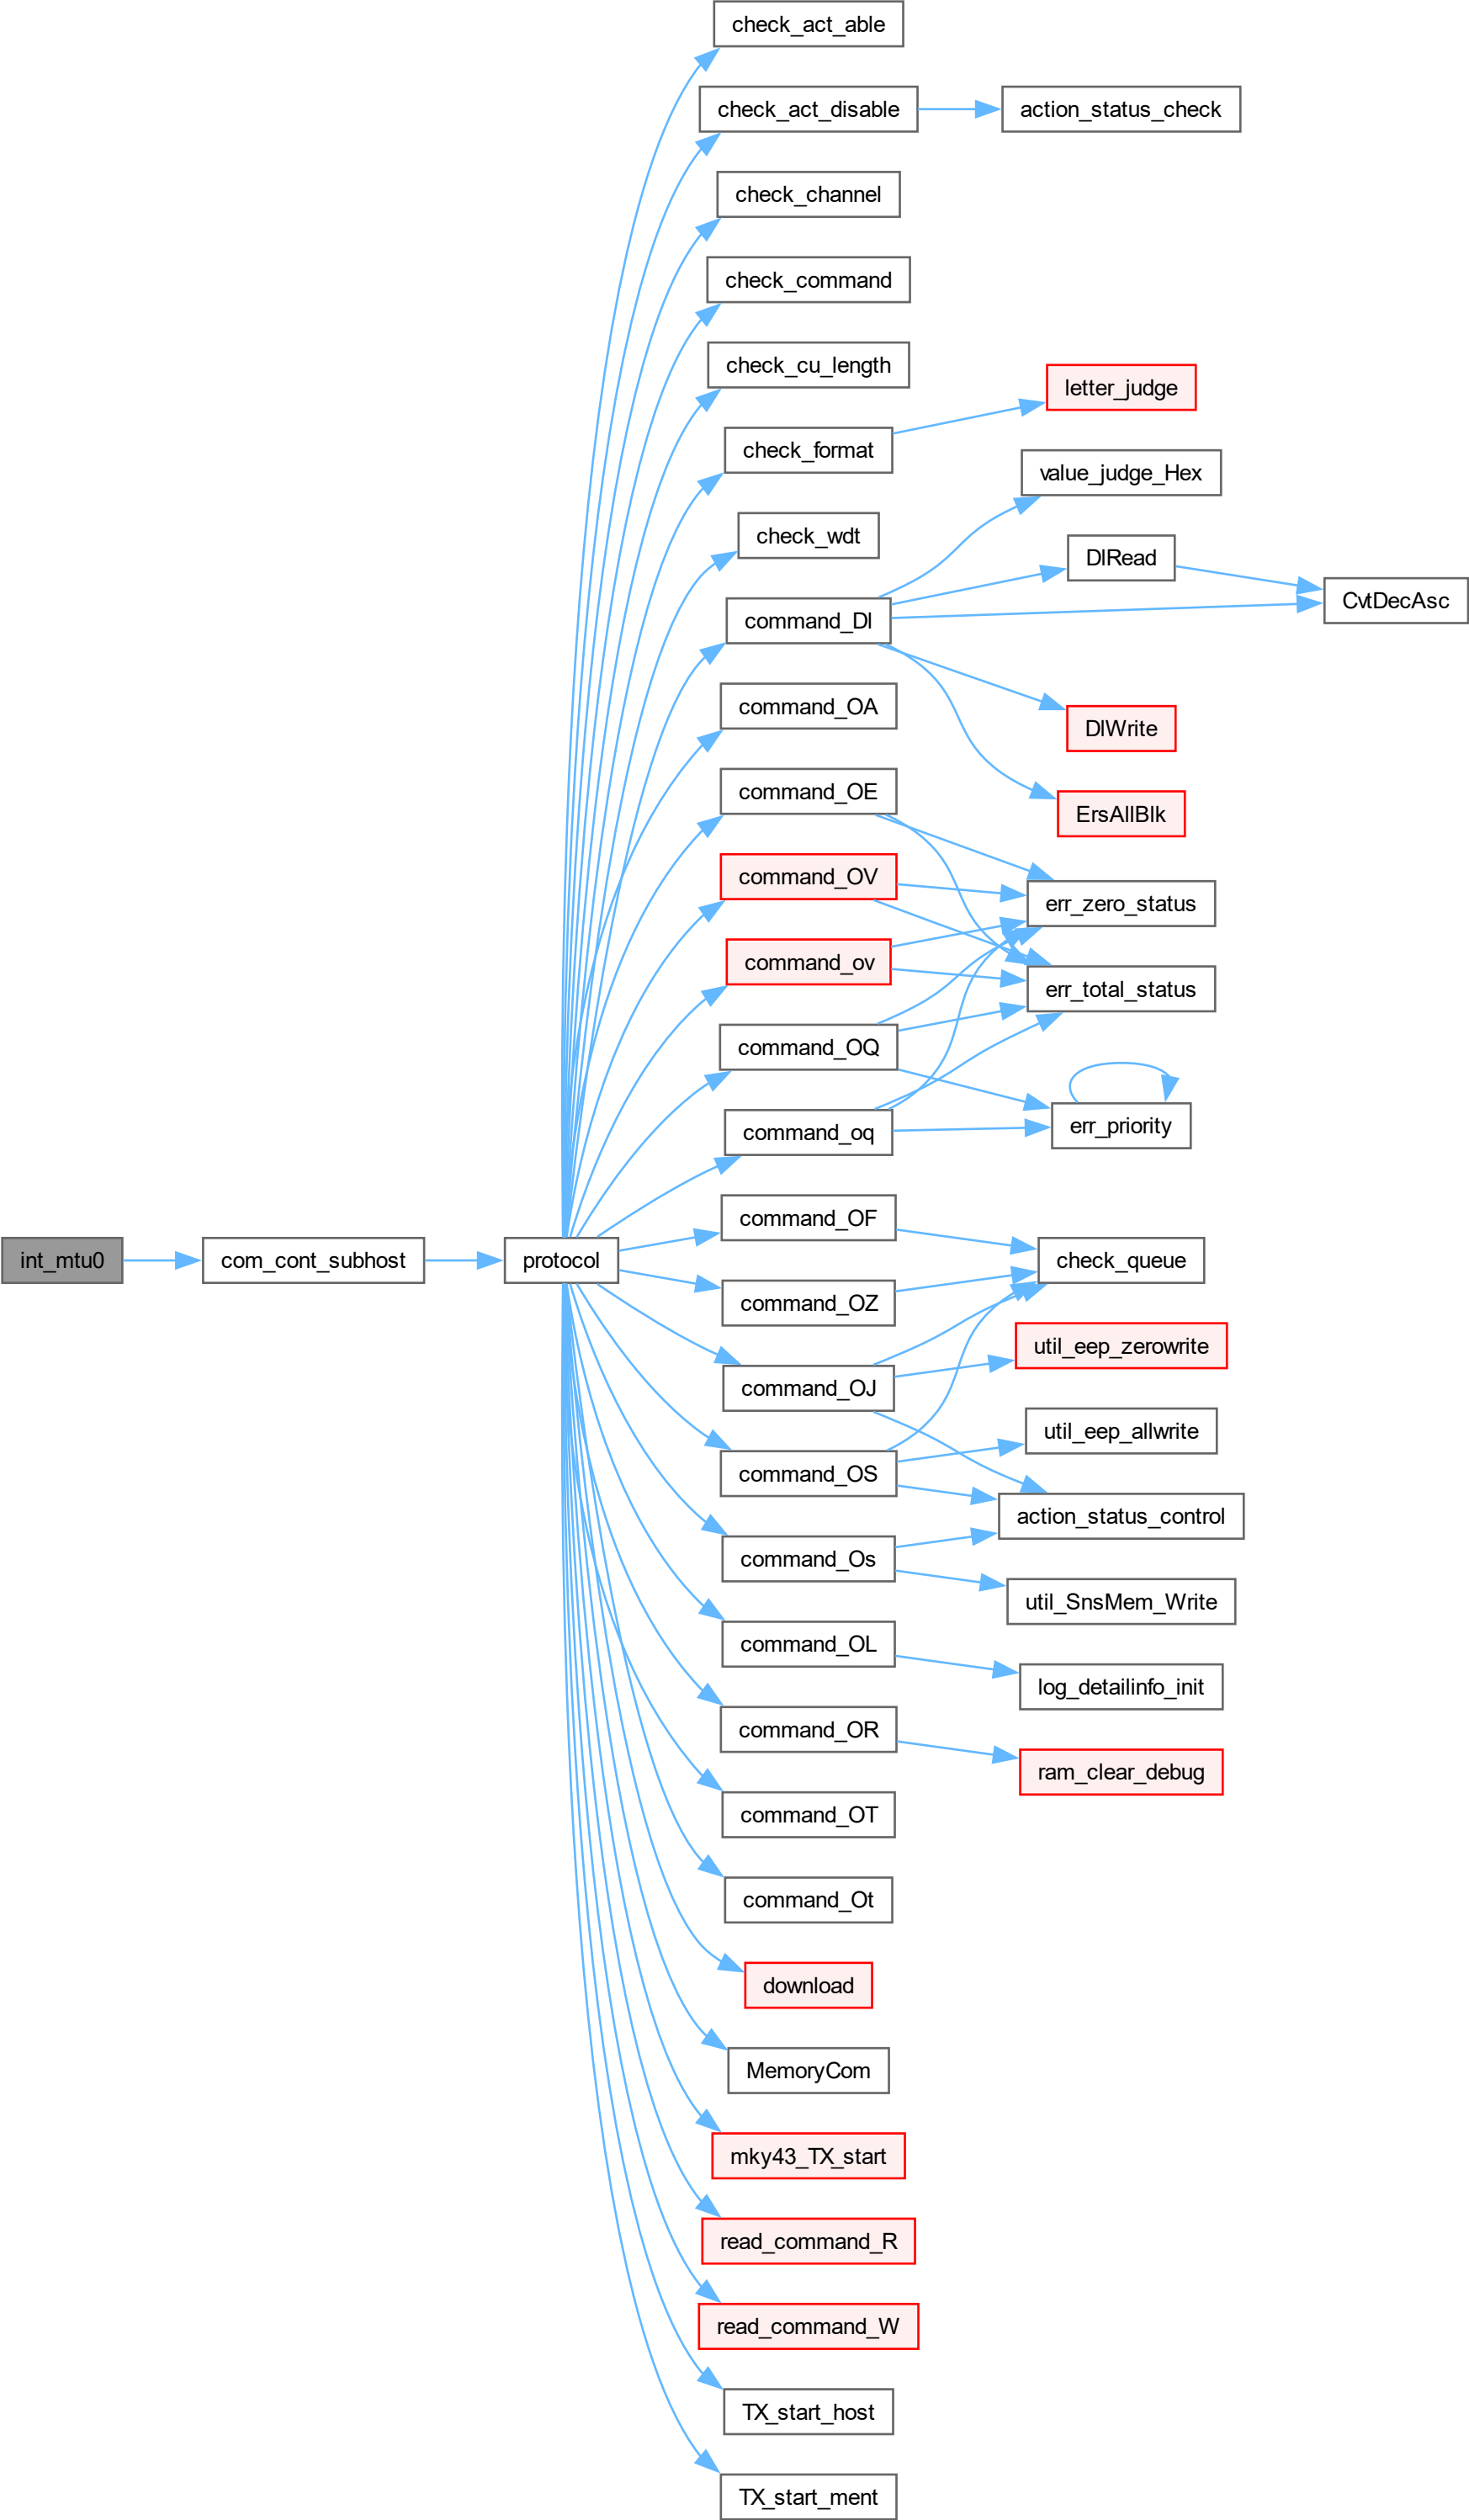 check_act_able
check_act_disable
action_status_check
check_channel
check_command
check_cu_length
letter_judge
check_format
value_judge_Hex
check_wdt
DlRead
CvtDecAsc
command_Dl
command_OA
DlWrite
command_OE
ErsAllBlk
command_OV
err_zero_status
command_ov
err_total_status
command_OQ
err_priority
command_oq
command_OF
int_mtu0
com_cont_subhost
protocol
check_queue
command_OZ
util_eep_zerowrite
command_OJ
util_eep_allwrite
command_OS
action_status_control
command_Os
util_SnsMem_Write
command_OL
log_detailinfo_init
command_OR
ram_clear_debug
command_OT
command_Ot
download
MemoryCom
mky43_TX_start
read_command_R
read_command_W
TX_start_host
TX_start_ment